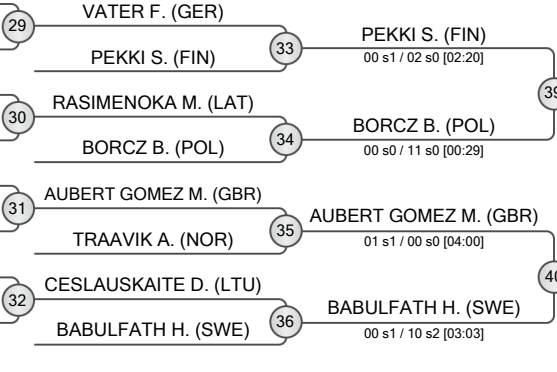 29
VATER F. (GER)
PEKKI S. (FIN)
33
PEKKI S. (FIN)
00 s1 / 02 s0 [02:20]
30
RASIMENOKA M. (LAT)
BORCZ B. (POL)
34
BORCZ B. (POL)
00 s0 / 11 s0 [00:29]
39
31
AUBERT GOMEZ M. (GBR)
TRAAVIK A. (NOR)
35
AUBERT GOMEZ M. (GBR)
01 s1 / 00 s0 [04:00]
32
CESLAUSKAITE D. (LTU)
BABULFATH H. (SWE)
36
BABULFATH H. (SWE)
00 s1 / 10 s2 [03:03]
40